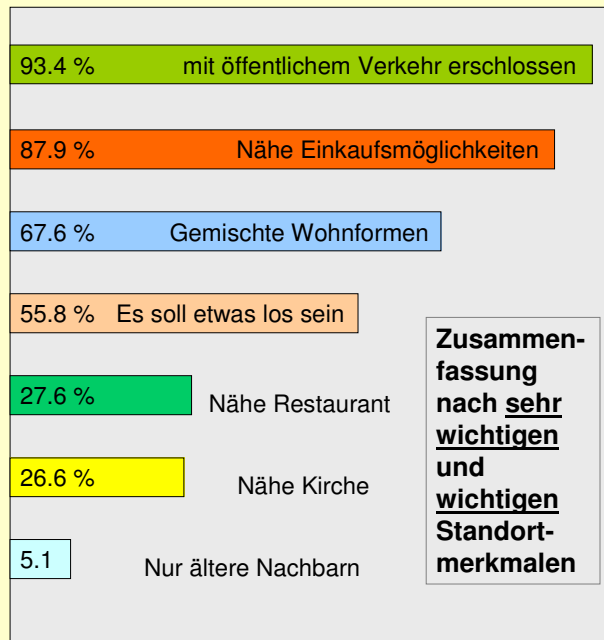 93.4 % mit öffentlichem Verkehr erschlossen
87.9 % Nähe Einkaufsmöglichkeiten
67.6 % Gemischte Wohnformen
55.8 % Es soll etwas los sein
27.6 % Nähe Restaurant
26.6 % Nähe Kirche
5.1 Nur ältere Nachbarn
Zusammen-
fassung
nach sehr
wichtigen
und
wichtigen
Standort-
merkmalen